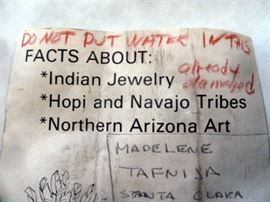 DO NOT PUT WATER IN THIS
already
damaged
FACTS ABOUT:
*Indian Jewelry
*Hopi and Navajo Tribes
*Northern Arizona Art
MADELENE
TAFNIJA
SANTA CLARA